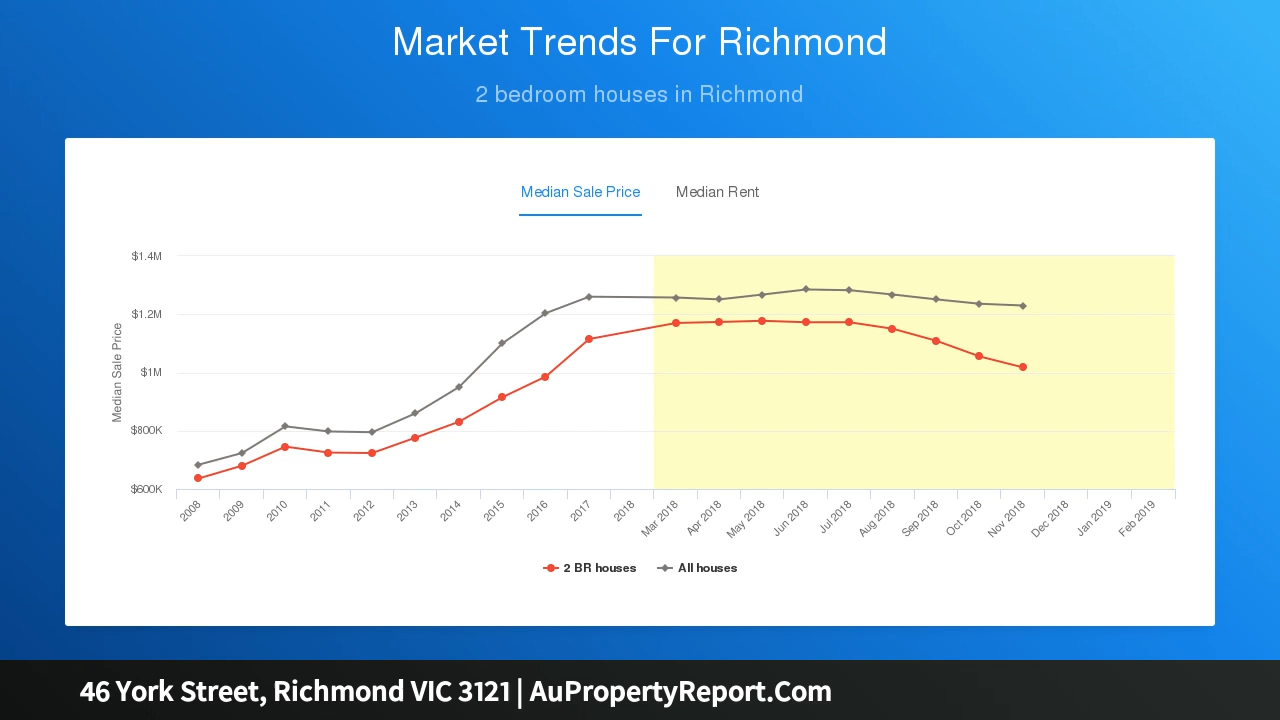 Market Trends For Richmond
2 bedroom houses in Richmond
Median Sale Price Median Rent
$1.4M
$1.2M
$1M
$800K
$600K
Median Sale Price
2008 2009 2010 2011 2012 2013 2014 2015 2016 2017 2018 Mar 2018 Apr 2018 May 2018 Jun 2018 Jul 2018 Aug 2018 Sep 2018 Oct 2018 Nov 2018 Dec 2018 Jan 2019 Feb 2019
2 BR houses All houses
46 York Street, Richmond VIC 3121 | AuPropertyReport.Com